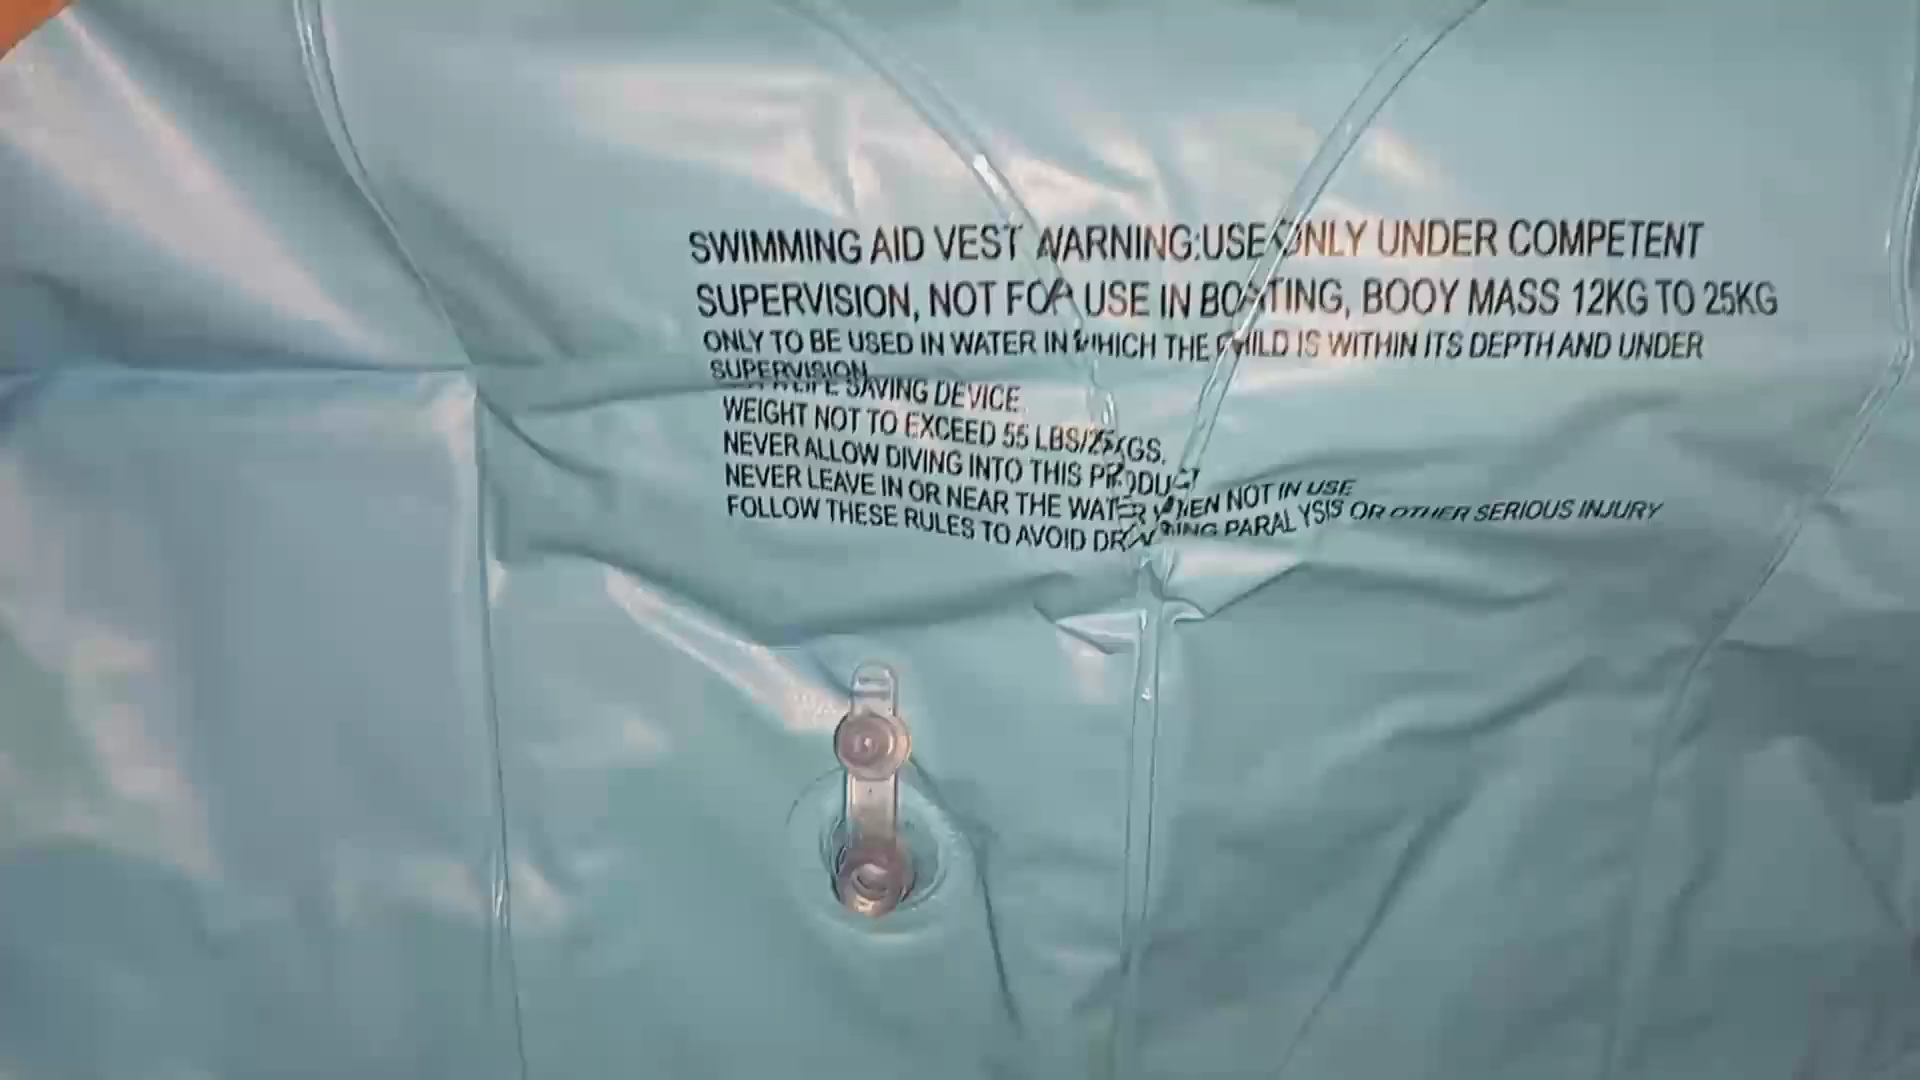 SWIMMING AID VEST WARNING:USE ONLY UNDER COMPETENT
SUPERVISION, NOT FOR USE IN BOATING, BOOY MASS 12KG TO 25KG
ONLY TO BE USED IN WATER IN WHICH THE CHILD IS WITHIN ITS DEPTH AND UNDER
SUPERVISION
LIFE SAVING DEVICE
WEIGHT NOT TO EXCEED 55 LBS/25KGS.
NEVER ALLOW DIVING INTO THIS PRODUCT
NEVER LEAVE IN OR NEAR THE WATER WHEN NOT IN USE
FOLLOW THESE RULES TO AVOID PARALYSIS OR OTHER SERIOUS INJURY